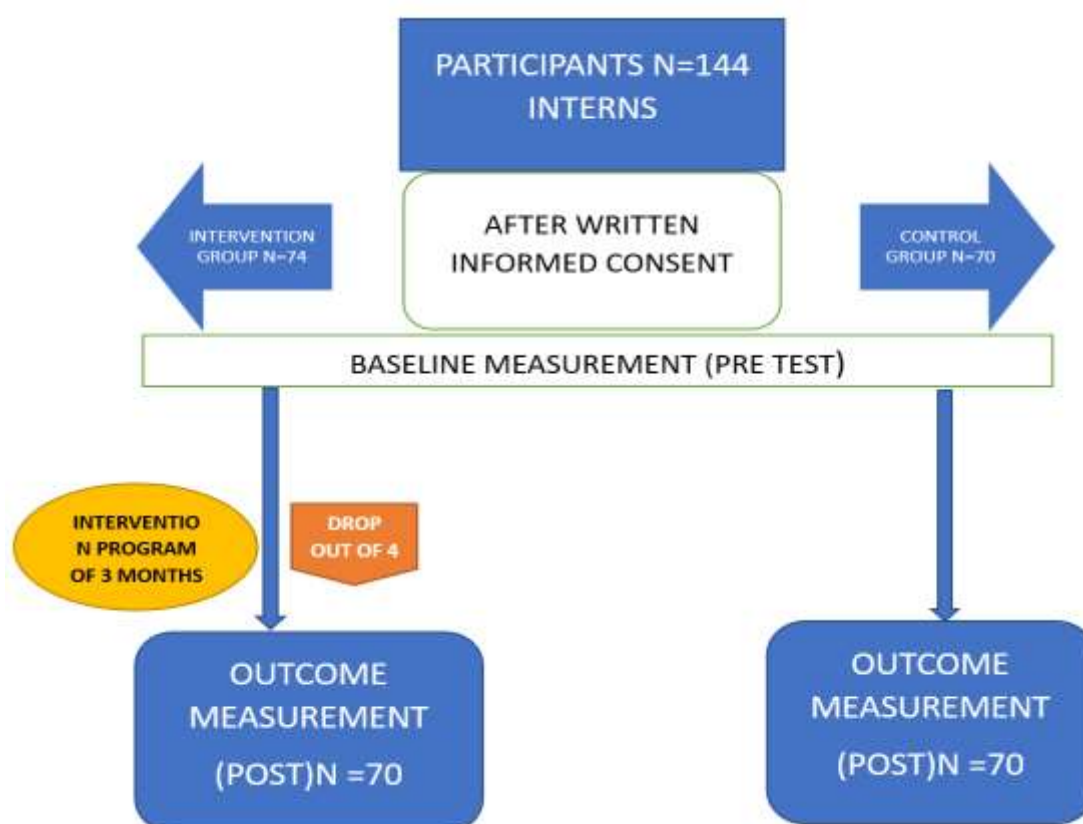 PARTICIPANTS N=144
INTERNS
INTERVENTION
GROUP N=74
AFTER WRITTEN
INFORMED CONSENT
CONTROL
GROUP N=70
BASELINE MEASUREMENT (PRE TEST)
INTERVENTIO
N PROGRAM
OF 3 MONTHS
DROP
OUT OF 4
OUTCOME
MEASUREMENT
(POST)N =70
OUTCOME
MEASUREMENT
(POST)N =70